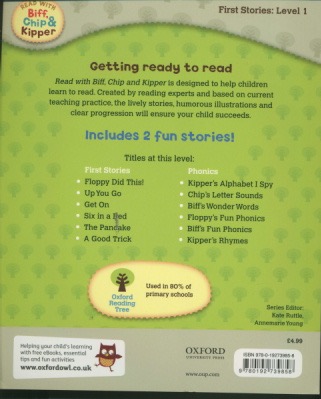 READ WITH
Biff,
Chip &
Kipper
First Stories: Level 1
Getting ready to read
Read with Biff, Chip and Kipper is designed to help children
learn to read. Created by reading experts and based on current
teaching practice, the lively stories, humorous illustrations and
clear progression will ensure your child succeeds.
Includes 2 fun stories!
Titles at this level:
First Stories
• Floppy Did This!
• Up You Go
• Get On
• Six in a Bed
• The Pancake
• A Good Trick
Phonics
• Kipper's Alphabet I Spy
• Chip's Letter Sounds
• Biff's Wonder Words
• Floppy's Fun Phonics
• Biff's Fun Phonics
• Kipper's Rhymes
Oxford
Reading
Tree
Used in 80% of
primary schools
Series Editors:
Kate Ruttle,
Annemarie Young
£4.99
Helping your child's learning
with free eBooks, essential
tips and fun activities
www.oxfordowl.co.uk
OXFORD
UNIVERSITY PRESS
www.oup.com